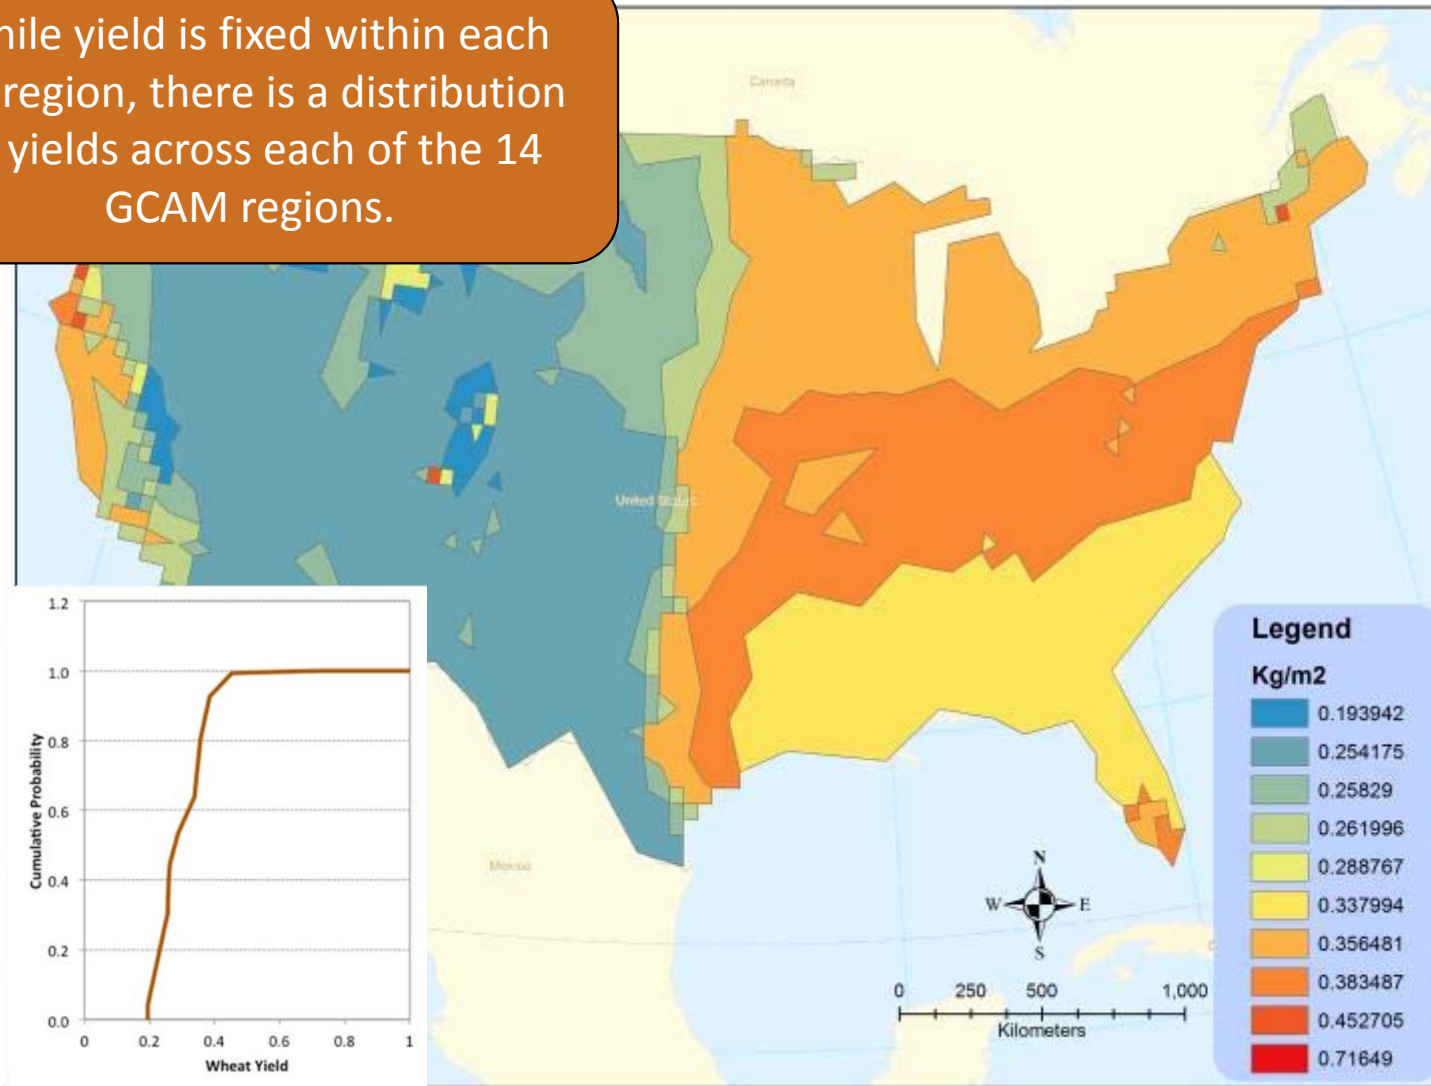 hile yield is fixed within each
region, there is a distribution
yields across each of the 14
GCAM regions.
Canada
United States
Mexico
N
W E
S
0 250 500 1,000
Kilometers
Legend
Kg/m2
0.193942
0.254175
0.25829
0.261996
0.288767
0.337994
0.356481
0.383487
0.452705
0.71649
Cumulative Probability
1.2
1.0
0.8
0.6
0.4
0.2
0.0
0 0.2 0.4 0.6 0.8 1
Wheat Yield